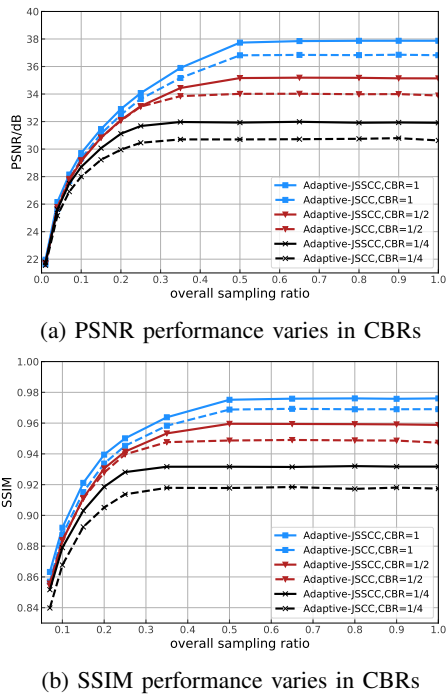 40
38
36
34
32
30
28
26
24
22
PSNR/dB
0.0 0.1 0.2 0.3 0.4 0.5 0.6 0.7 0.8 0.9 1.0
overall sampling ratio
Adaptive-JSSCC,CBR=1
Adaptive-JSCC,CBR=1
Adaptive-JSSCC,CBR=1/2
Adaptive-JSCC,CBR=1/2
Adaptive-JSSCC,CBR=1/4
Adaptive-JSCC,CBR=1/4
(a) PSNR performance varies in CBRs
1.00
0.98
0.96
0.94
0.92
0.90
0.88
0.86
0.84
SSIM
0.1 0.2 0.3 0.4 0.5 0.6 0.7 0.8 0.9 1.0
overall sampling ratio
Adaptive-JSSCC,CBR=1
Adaptive-JSCC,CBR=1
Adaptive-JSSCC,CBR=1/2
Adaptive-JSCC,CBR=1/2
Adaptive-JSSCC,CBR=1/4
Adaptive-JSCC,CBR=1/4
(b) SSIM performance varies in CBRs